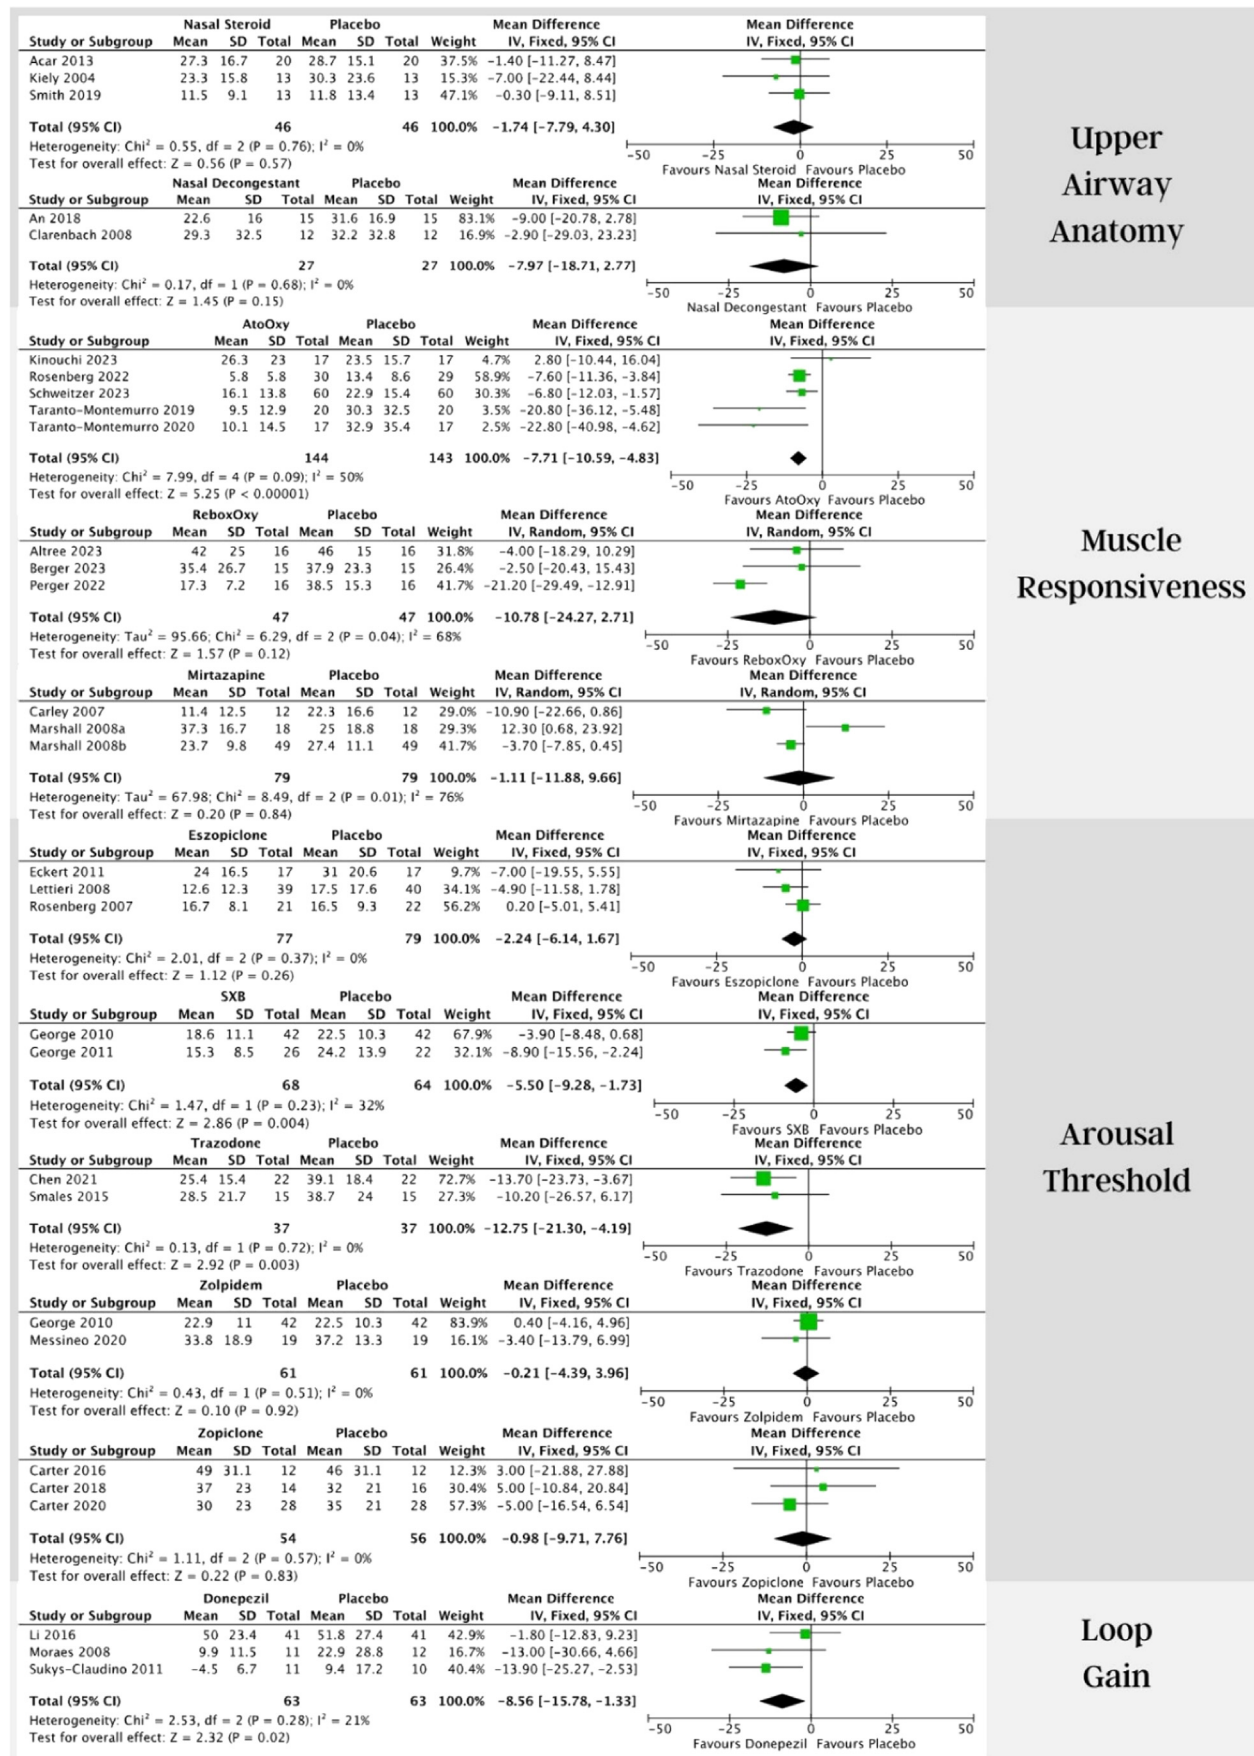 Nasal Steroid Placebo Mean Difference Mean Difference
Study or Subgroup Mean SD Total Mean SD Total Weight IV, Fixed, 95% CI IV, Fixed, 95% CI
Acar 2013 27.3 16.7 20 28.7 15.1 20 37.5% -1.40 [-11.27, 8.47]
Kiely 2004 23.3 15.8 13 30.3 23.6 13 15.3% -7.00 [-22.44, 8.44]
Smith 2019 11.5 9.1 13 11.8 13.4 13 47.1% -0.30 [-9.11, 8.51]
Total (95% CI) 46 46 100.0% -1.74 [-7.79, 4.30]
Heterogeneity: Chi² = 0.55, df = 2 (P = 0.76); I² = 0%
Test for overall effect: Z = 0.56 (P = 0.57)
-50 -25 0 25 50
Favours Nasal Steroid Favours Placebo
Nasal Decongestant Placebo Mean Difference Mean Difference
Study or Subgroup Mean SD Total Mean SD Total Weight IV, Fixed, 95% CI IV, Fixed, 95% CI
An 2018 22.6 16 15 31.6 16.9 15 83.1% -9.00 [-20.78, 2.78]
Clarenbach 2008 29.3 32.5 12 32.2 32.8 12 16.9% -2.90 [-29.03, 23.23]
Total (95% CI) 27 27 100.0% -7.97 [-18.71, 2.77]
Heterogeneity: Chi² = 0.17, df = 1 (P = 0.68); I² = 0%
Test for overall effect: Z = 1.45 (P = 0.15)
-50 -25 0 25 50
Nasal Decongestant Favours Placebo
Upper
Airway
Anatomy
AtoOxy Placebo Mean Difference Mean Difference
Study or Subgroup Mean SD Total Mean SD Total Weight IV, Fixed, 95% CI IV, Fixed, 95% CI
Kinouchi 2023 26.3 23 17 23.5 15.7 17 4.7% 2.80 [-10.44, 16.04]
Rosenberg 2022 5.8 5.8 30 13.4 8.6 29 58.9% -7.60 [-11.36, -3.84]
Schweitzer 2023 16.1 13.8 60 22.9 15.4 60 30.3% -6.80 [-12.03, -1.57]
Taranto-Montemurro 2019 9.5 12.9 20 30.3 32.5 20 3.5% -20.80 [-36.12, -5.48]
Taranto-Montemurro 2020 10.1 14.5 17 32.9 35.4 17 2.5% -22.80 [-40.98, -4.62]
Total (95% CI) 144 143 100.0% -7.71 [-10.59, -4.83]
Heterogeneity: Chi² = 7.99, df = 4 (P = 0.09); I² = 50%
Test for overall effect: Z = 5.25 (P < 0.00001)
-50 -25 0 25 50
Favours AtoOxy Favours Placebo
ReboxOxy Placebo Mean Difference Mean Difference
Study or Subgroup Mean SD Total Mean SD Total Weight IV, Random, 95% CI IV, Random, 95% CI
Altree 2023 42 25 16 46 15 16 31.8% -4.00 [-18.29, 10.29]
Berger 2023 35.4 26.7 15 37.9 23.3 15 26.4% -2.50 [-20.43, 15.43]
Perger 2022 17.3 7.2 16 38.5 15.3 16 41.7% -21.20 [-29.49, -12.91]
Total (95% CI) 47 47 100.0% -10.78 [-24.27, 2.71]
Heterogeneity: Tau² = 95.66; Chi² = 6.29, df = 2 (P = 0.04); I² = 68%
Test for overall effect: Z = 1.57 (P = 0.12)
-50 -25 0 25 50
Favours ReboxOxy Favours Placebo
Mirtazapine Placebo Mean Difference Mean Difference
Study or Subgroup Mean SD Total Mean SD Total Weight IV, Random, 95% CI IV, Random, 95% CI
Carley 2007 11.4 12.5 12 22.3 16.6 12 29.0% -10.90 [-22.66, 0.86]
Marshall 2008a 37.3 16.7 18 25 18.8 18 29.3% 12.30 [0.68, 23.92]
Marshall 2008b 23.7 9.8 49 27.4 11.1 49 41.7% -3.70 [-7.85, 0.45]
Total (95% CI) 79 79 100.0% -1.11 [-11.88, 9.66]
Heterogeneity: Tau² = 67.98; Chi² = 8.49, df = 2 (P = 0.01); I² = 76%
Test for overall effect: Z = 0.20 (P = 0.84)
-50 -25 0 25 50
Favours Mirtazapine Favours Placebo
Muscle
Responsiveness
Eszopiclone Placebo Mean Difference Mean Difference
Study or Subgroup Mean SD Total Mean SD Total Weight IV, Fixed, 95% CI IV, Fixed, 95% CI
Eckert 2011 24 16.5 17 31 20.6 17 9.7% -7.00 [-19.55, 5.55]
Lettieri 2008 12.6 12.3 39 17.5 17.6 40 34.1% -4.90 [-11.58, 1.78]
Rosenberg 2007 16.7 8.1 21 16.5 9.3 22 56.2% 0.20 [-5.01, 5.41]
Total (95% CI) 77 79 100.0% -2.24 [-6.14, 1.67]
Heterogeneity: Chi² = 2.01, df = 2 (P = 0.37); I² = 0%
Test for overall effect: Z = 1.12 (P = 0.26)
-50 -25 0 25 50
Favours Eszopiclone Favours Placebo
SXB Placebo Mean Difference Mean Difference
Study or Subgroup Mean SD Total Mean SD Total Weight IV, Fixed, 95% CI IV, Fixed, 95% CI
George 2010 18.6 11.1 42 22.5 10.3 42 67.9% -3.90 [-8.48, 0.68]
George 2011 15.3 8.5 26 24.2 13.9 22 32.1% -8.90 [-15.56, -2.24]
Total (95% CI) 68 64 100.0% -5.50 [-9.28, -1.73]
Heterogeneity: Chi² = 1.47, df = 1 (P = 0.23); I² = 32%
Test for overall effect: Z = 2.86 (P = 0.004)
-50 -25 0 25 50
Favours SXB Favours Placebo
Trazodone Placebo Mean Difference Mean Difference
Study or Subgroup Mean SD Total Mean SD Total Weight IV, Fixed, 95% CI IV, Fixed, 95% CI
Chen 2021 25.4 15.4 22 39.1 18.4 22 72.7% -13.70 [-23.73, -3.67]
Smales 2015 28.5 21.7 15 38.7 24 15 27.3% -10.20 [-26.57, 6.17]
Total (95% CI) 37 37 100.0% -12.75 [-21.30, -4.19]
Heterogeneity: Chi² = 0.13, df = 1 (P = 0.72); I² = 0%
Test for overall effect: Z = 2.92 (P = 0.003)
-50 -25 0 25 50
Favours Trazodone Favours Placebo
Zolpidem Placebo Mean Difference Mean Difference
Study or Subgroup Mean SD Total Mean SD Total Weight IV, Fixed, 95% CI IV, Fixed, 95% CI
George 2010 22.9 11 42 22.5 10.3 42 83.9% 0.40 [-4.16, 4.96]
Messineo 2020 33.8 18.9 19 37.2 13.3 19 16.1% -3.40 [-13.79, 6.99]
Total (95% CI) 61 61 100.0% -0.21 [-4.39, 3.96]
Heterogeneity: Chi² = 0.43, df = 1 (P = 0.51); I² = 0%
Test for overall effect: Z = 0.10 (P = 0.92)
-50 -25 0 25 50
Favours Zolpidem Favours Placebo
Zopiclone Placebo Mean Difference Mean Difference
Study or Subgroup Mean SD Total Mean SD Total Weight IV, Fixed, 95% CI IV, Fixed, 95% CI
Carter 2016 49 31.1 12 46 31.1 12 12.3% 3.00 [-21.88, 27.88]
Carter 2018 37 23 14 32 21 16 30.4% 5.00 [-10.84, 20.84]
Carter 2020 30 23 28 35 21 28 57.3% -5.00 [-16.54, 6.54]
Total (95% CI) 54 56 100.0% -0.98 [-9.71, 7.76]
Heterogeneity: Chi² = 1.11, df = 2 (P = 0.57); I² = 0%
Test for overall effect: Z = 0.22 (P = 0.83)
-50 -25 0 25 50
Favours Zopiclone Favours Placebo
Arousal
Threshold
Donepezil Placebo Mean Difference Mean Difference
Study or Subgroup Mean SD Total Mean SD Total Weight IV, Fixed, 95% CI IV, Fixed, 95% CI
Li 2016 50 23.4 41 51.8 27.4 41 42.9% -1.80 [-12.83, 9.23]
Moraes 2008 9.9 11.5 11 22.9 28.8 12 16.7% -13.00 [-30.66, 4.66]
Sukys-Claudino 2011 -4.5 6.7 11 9.4 17.2 10 40.4% -13.90 [-25.27, -2.53]
Total (95% CI) 63 63 100.0% -8.56 [-15.78, -1.33]
Heterogeneity: Chi² = 2.53, df = 2 (P = 0.28); I² = 21%
Test for overall effect: Z = 2.32 (P = 0.02)
-50 -25 0 25 50
Favours Donepezil Favours Placebo
Loop
Gain